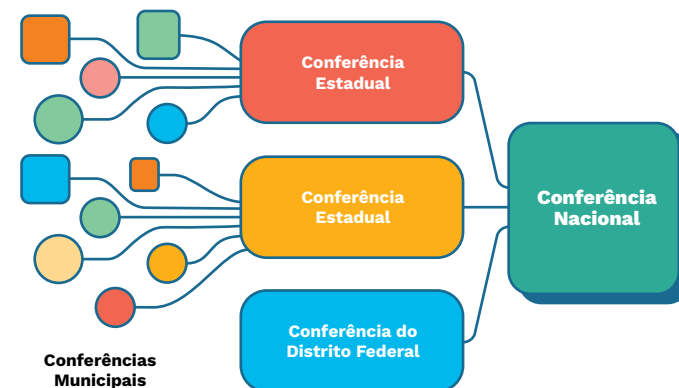 Conferência
Estadual
Conferência
Estadual
Conferência
Nacional
Conferência do
Distrito Federal
Conferências
Municipais